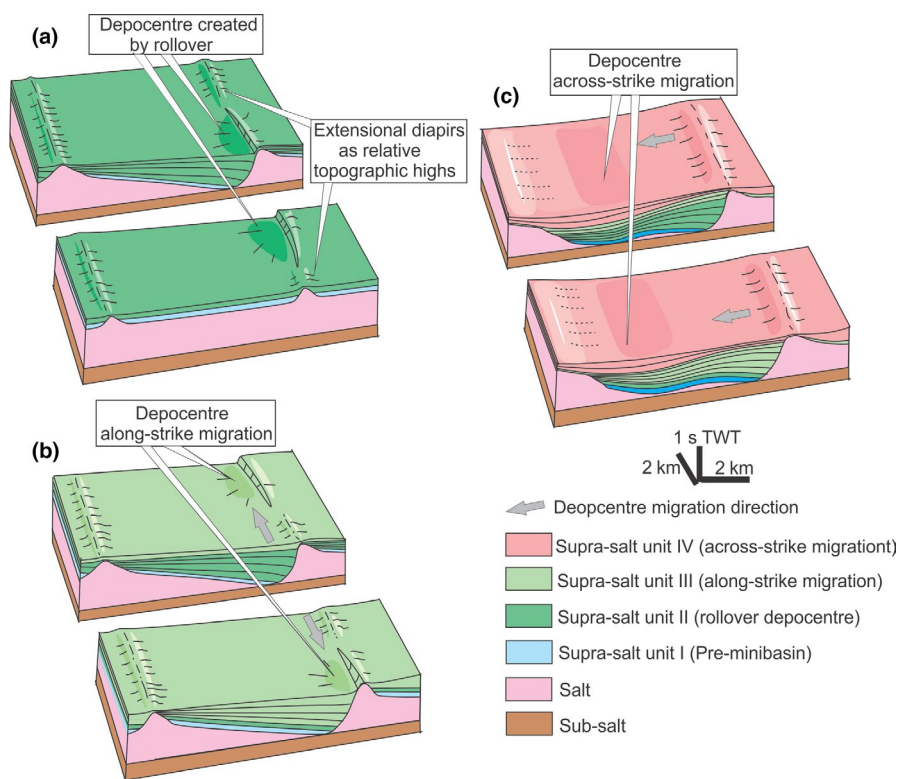 (a)
Depocentre created
by rollover
Extensional diapirs
as relative
topographic highs
(b)
Depocentre
along-strike migration
(c)
Depocentre
across-strike migration
1 s TWT
2 km
2 km
Deopcentre migration direction
Supra-salt unit IV (across-strike migrationt)
Supra-salt unit III (along-strike migration)
Supra-salt unit II (rollover depocentre)
Supra-salt unit I (Pre-minibasin)
Salt
Sub-salt